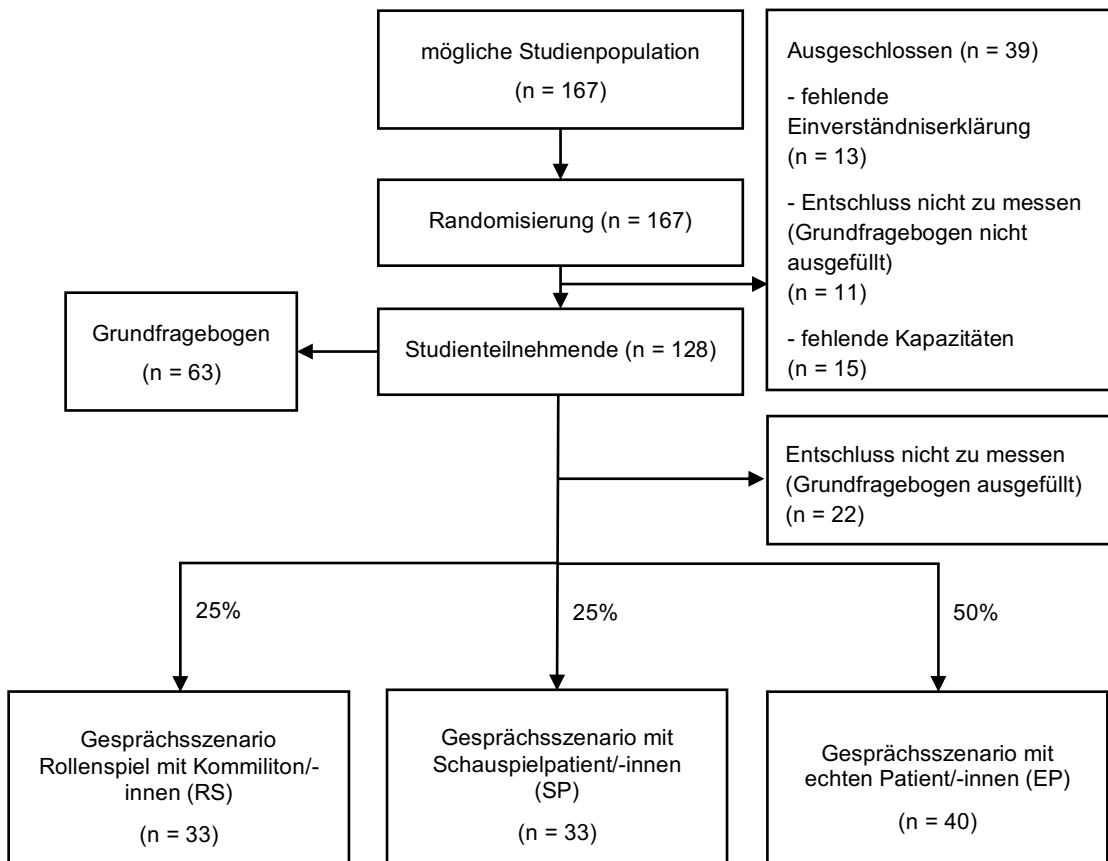 mögliche Studienpopulation
(n = 167)
Ausgeschlossen (n = 39)
- fehlende
Einverständniserklärung
(n = 13)
- Entschluss nicht zu messen
(Grundfragebogen nicht
ausgefüllt)
(n = 11)
- fehlende Kapazitäten
(n = 15)
Randomisierung (n = 167)
Grundfragebogen
(n = 63)
Studienteilnehmende (n = 128)
Entschluss nicht zu messen
(Grundfragebogen ausgefüllt)
(n = 22)
25%
25%
50%
Gesprächsszenario
Rollenspiel mit Kommiliton/-
innen (RS)
(n = 33)
Gesprächsszenario mit
Schauspielpatient/-innen
(SP)
(n = 33)
Gesprächsszenario mit
echten Patient/-innen (EP)
(n = 40)